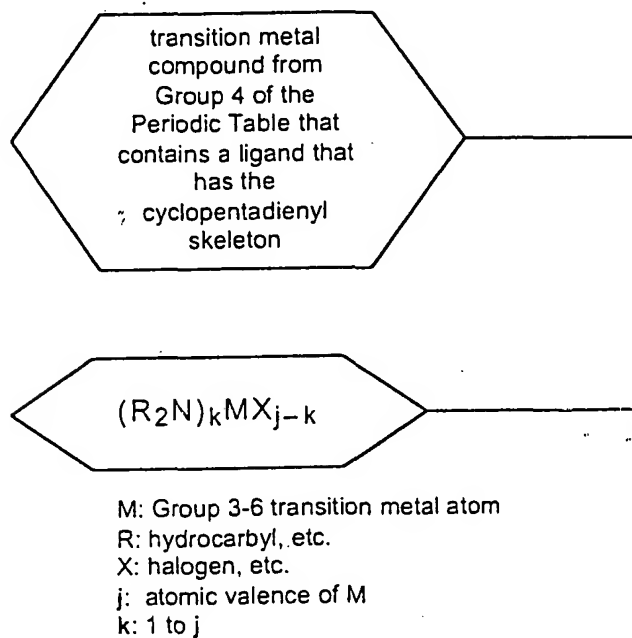 transition metal
compound from
Group 4 of the
Periodic Table that
contains a ligand that
has the
cyclopentadienyl
skeleton
(R₂N)ₖMXⱼ₋ₖ
M: Group 3-6 transition metal atom
R: hydrocarbyl, etc.
X: halogen, etc.
j: atomic valence of M
k: 1 to j